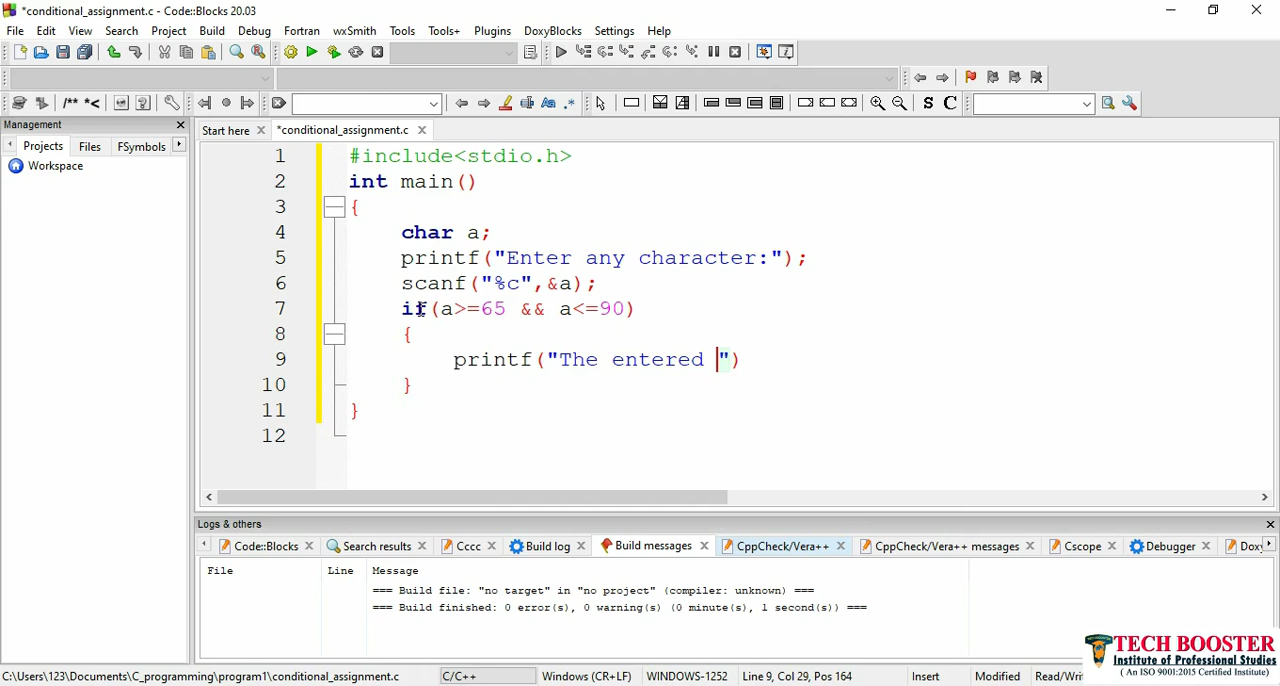 *conditional_assignment.c - Code::Blocks 20.03
File Edit View Search Project Build Debug Fortran wxSmith Tools Tools+ Plugins DoxyBlocks Settings Help
/** *<
S C
Management
Projects Files FSymbols
Workspace
Start here *conditional_assignment.c
1 #include<stdio.h>
2 int main()
3 {
4 char a;
5 printf("Enter any character:");
6 scanf("%c",&a);
7 if(a>=65 && a<=90)
8 {
9 printf("The entered ")
10 }
11 }
12
Logs & others
Code::Blocks Search results Cccc Build log Build messages CppCheck/Vera++ CppCheck/Vera++ messages Cscope Debugger Doxy
File Line Message
=== Build file: "no target" in "no project" (compiler: unknown) ===
=== Build finished: 0 error(s), 0 warning(s) (0 minute(s), 1 second(s)) ===
TECH BOOSTER
Institute of Professional Studies
( An ISO 9001:2015 Certified Institute)
C:\Users\123\Documents\C_programming\program1\conditional_assignment.c C/C++ Windows (CR+LF) WINDOWS-1252 Line 9, Col 29, Pos 164 Insert Modified Read/Wri